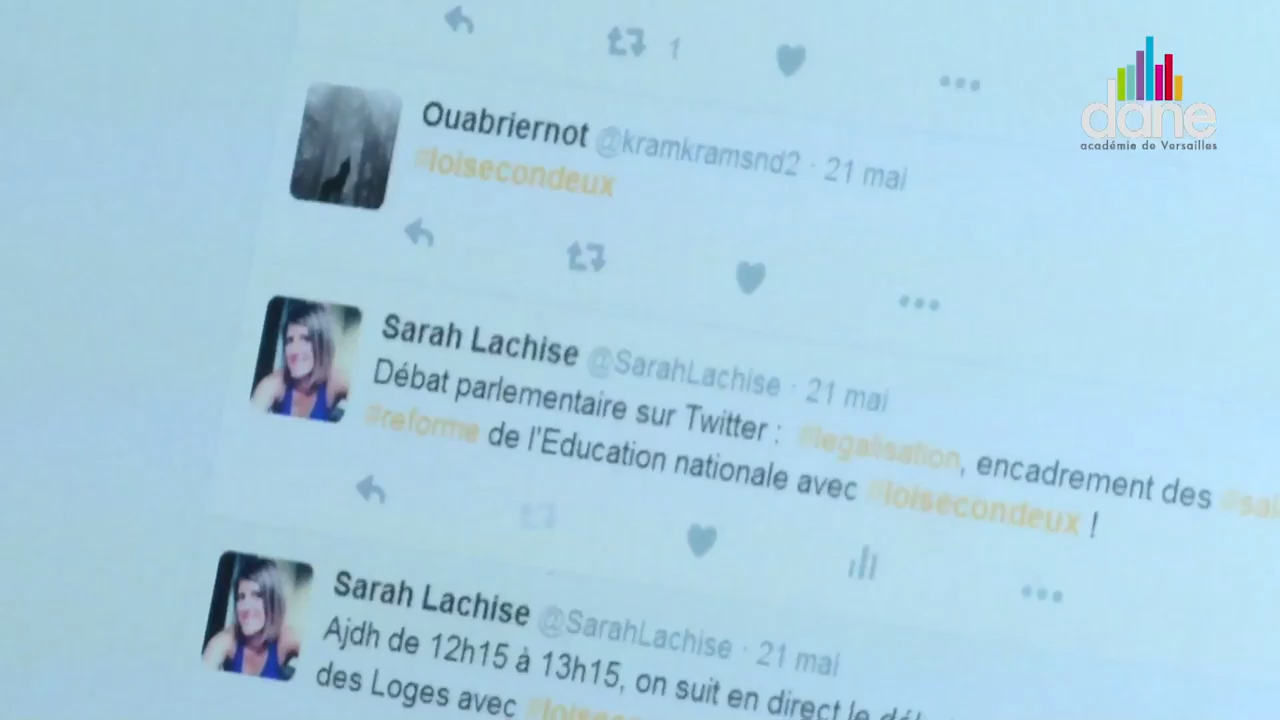 1
dane
académie de Versailles
Ouabriernot @kramkramsnd2 · 21 mai
#loisecondeux
Sarah Lachise @SarahLachise · 21 mai
Débat parlementaire sur Twitter : #legalisation, encadrement des
#reforme de l'Education nationale avec #loisecondeux !
Sarah Lachise @SarahLachise · 21 mai
Ajdh de 12h15 à 13h15, on suit en direct le
des Loges avec